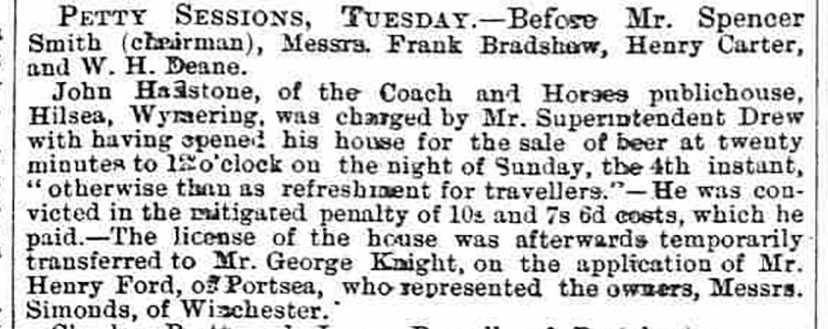 PETTY SESSIONS, TUESDAY.—Before Mr. Spencer
Smith (chairman), Messrs. Frank Bradshaw, Henry Carter,
and W. H. Deane.
John Hailstone, of the Coach and Horses publichouse,
Hilsea, Wymering, was charged by Mr. Superintendent Drew
with having opened his house for the sale of beer at twenty
minutes to 12 o'clock on the night of Sunday, the 4th instant,
"otherwise than as refreshment for travellers."—He was con-
victed in the mitigated penalty of 10s and 7s 6d costs, which he
paid.—The license of the house was afterwards temporarily
transferred to Mr. George Knight, on the application of Mr.
Henry Ford, of Portsea, who represented the owners, Messrs.
Simonds, of Winchester.